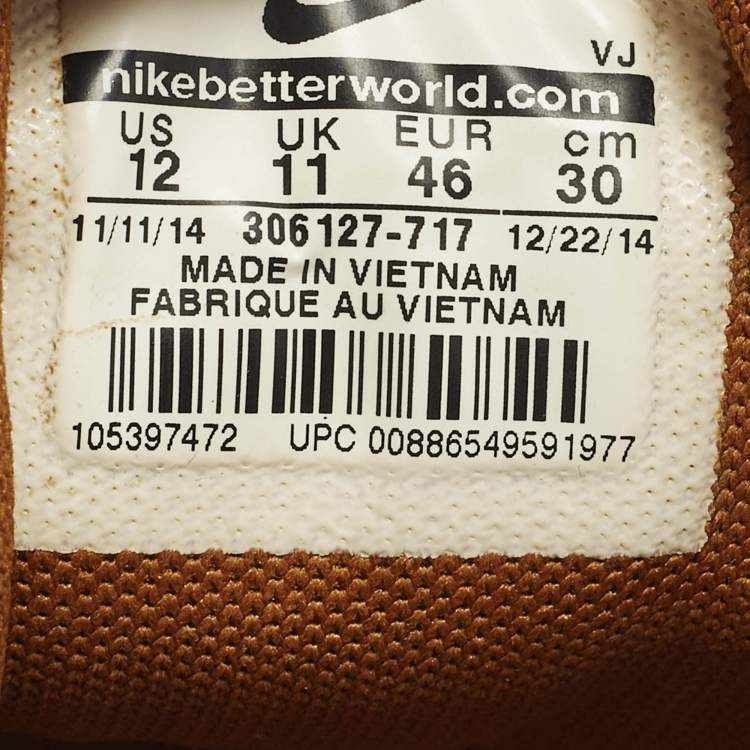 VJ
nikebetterworld.com
US UK EUR cm
12 11 46 30
11/11/14 306127-717 12/22/14
MADE IN VIETNAM
FABRIQUE AU VIETNAM
105397472 UPC 00886549591977